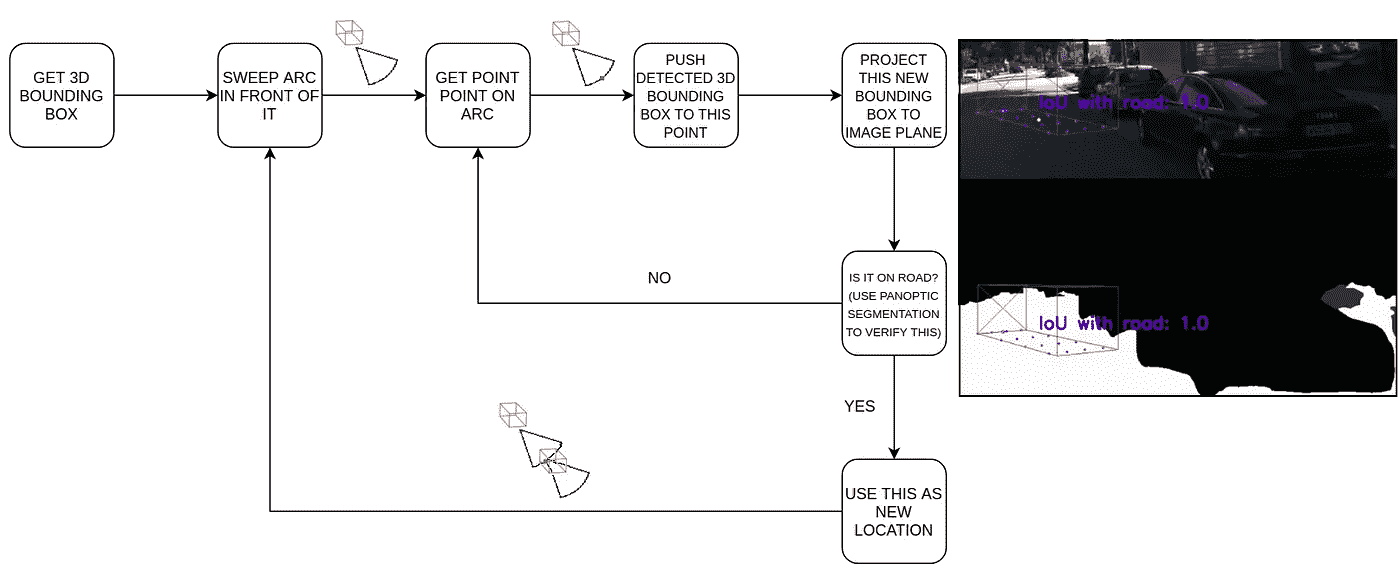 GET 3D
BOUNDING
BOX
SWEEP ARC
IN FRONT OF
IT
GET POINT
POINT ON
ARC
PUSH
DETECTED 3D
BOUNDING
BOX TO THIS
POINT
PROJECT
THIS NEW
BOUNDING
BOX TO
IMAGE PLANE
IoU with road: 1.0
IS IT ON ROAD?
(USE PANOPTIC
SEGMENTATION
TO VERIFY THIS)
NO
IoU with road: 1.0
YES
USE THIS AS
NEW
LOCATION